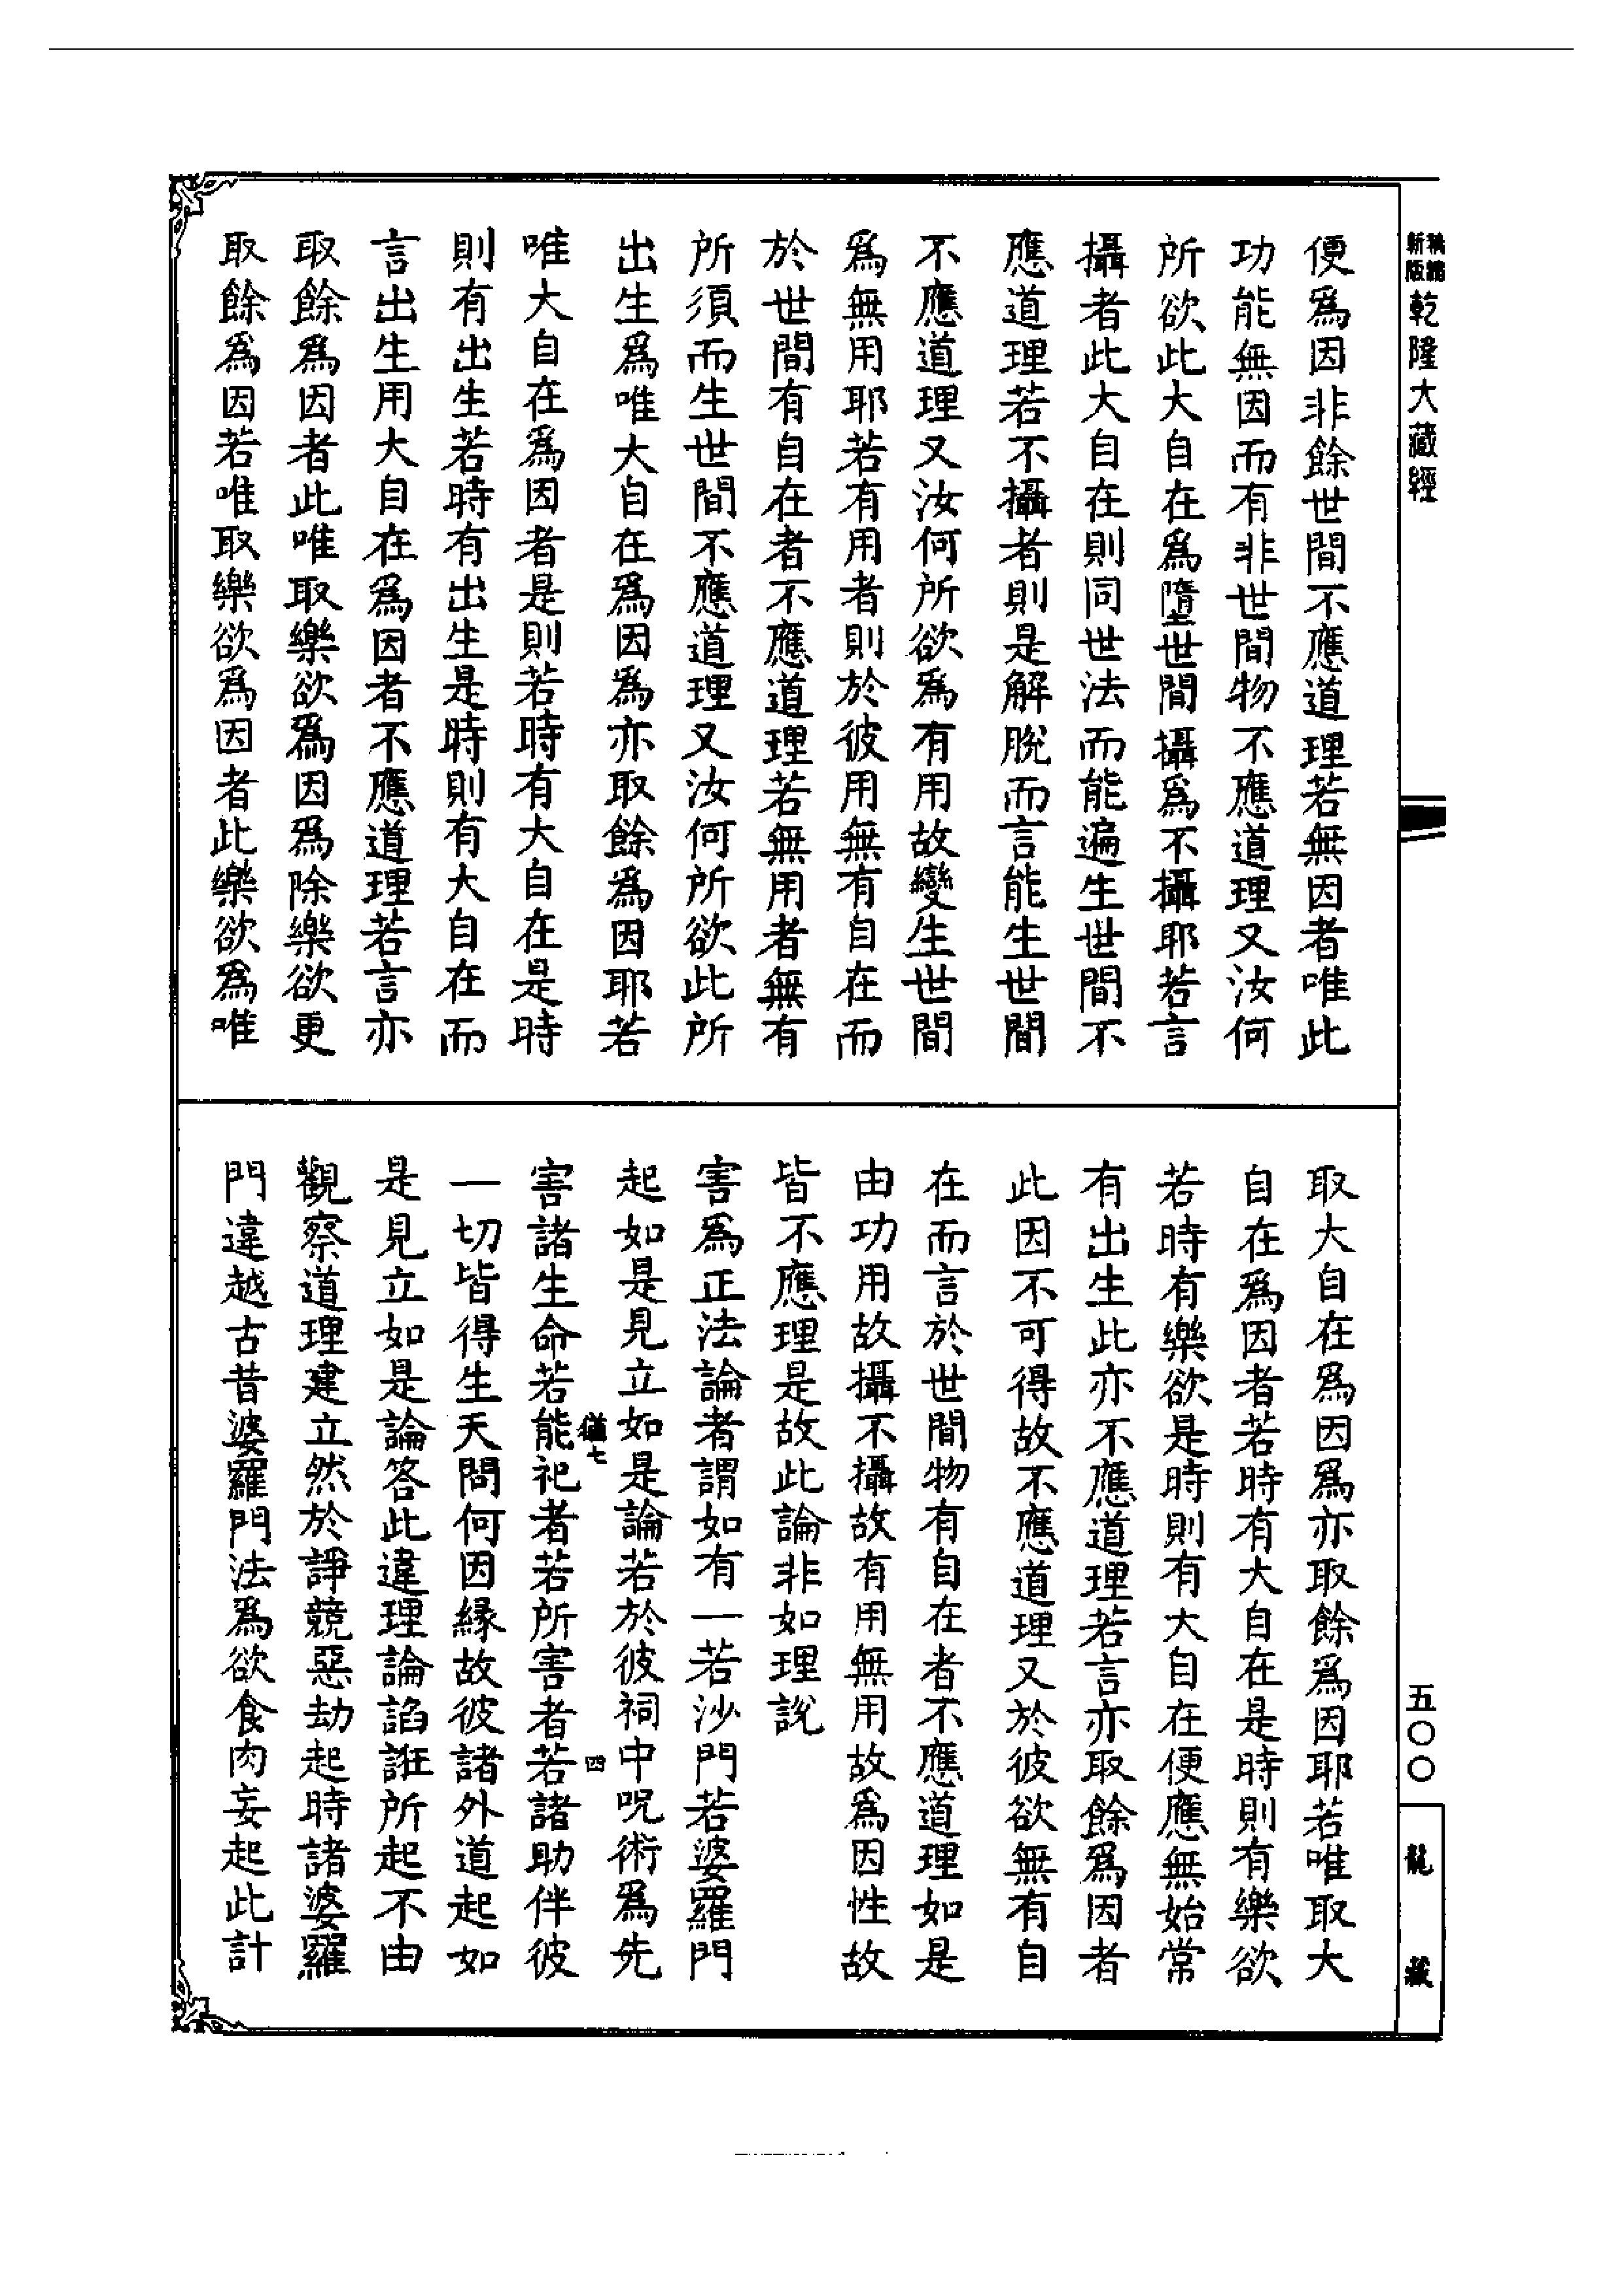 新版精縮乾隆大藏經
便爲因非餘世間不應道理若無因者唯此
功能無因而有非世間物不應道理又汝何
所欲此大自在爲墮世間攝爲不攝耶若言
攝者此大自在則同世法而能遍生世間不
應道理若不攝者則是解脫而言能生世間
不應道理又汝何所欲爲有用故變生世間
爲無用耶若有用者則於彼用無有自在而
於世間有自在者不應道理若無用者無有
所須而生世間不應道理又汝何所欲此所
出生爲唯大自在爲因爲亦取餘爲因耶若
唯大自在爲因者是則若時有大自在是時
則有出生若時有出生是時則有大自在而
言出生用大自在爲因者不應道理若言亦
取餘爲因者此唯取樂欲爲因爲除樂欲更
取餘爲因若唯取樂欲爲因者此樂欲爲唯
取大自在爲因爲亦取餘爲因耶若唯取大
自在爲因者若時有大自在是時則有樂欲
若時有樂欲是時則有大自在便應無始常
有出生此亦不應道理若言亦取餘爲因者
此因不可得故不應道理又於彼欲無有自
在而言於世間物有自在者不應道理如是
由功用故攝不攝故有用無用故爲因性故
皆不應理是故此論非如理說
害爲正法論者謂如有一若沙門若婆羅門
起如是見立如是論若於彼祠中呪術爲先
猶七 四
害諸生命若能祀者若所害者若諸助伴彼
一切皆得生天問何因緣故彼諸外道起如
是見立如是論答此違理論諂誑所起不由
觀察道理建立然於諍競惡劫起時諸婆羅
門違越古昔婆羅門法爲欲食肉妄起此計
五〇〇
龍藏